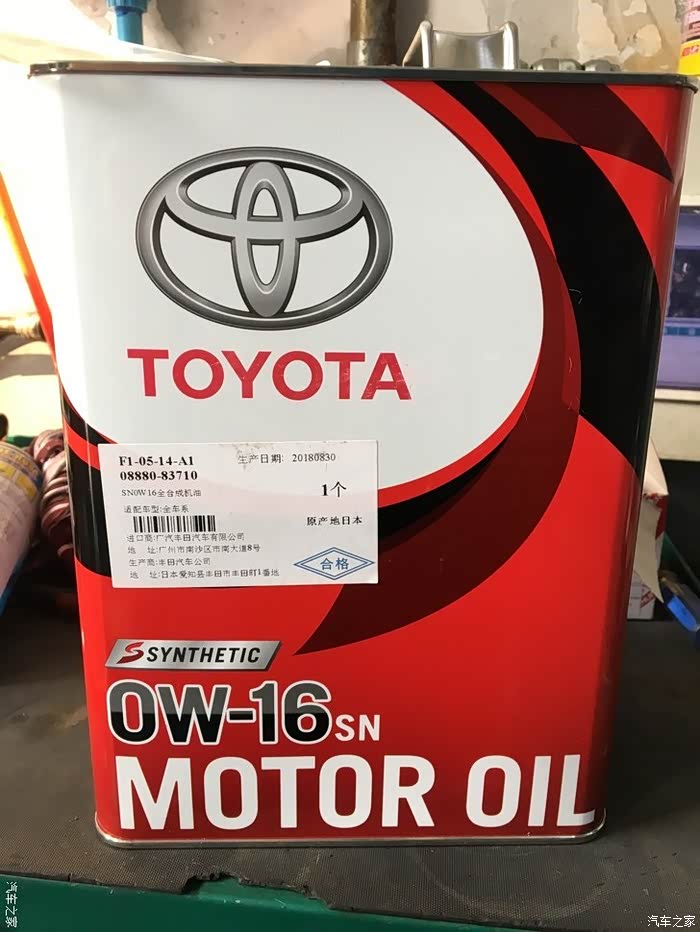 TOYOTA
F1-05-14-A1
生产日期: 20180830
08880-83710
SN0W16全合成机油
1个
适配车型:全车系
原产地日本
进口商:广汽丰田汽车有限公司
地 址:广州市南沙区市南大道8号
生产商:丰田汽车公司
合格
地 址:日本爱知县丰田市丰田町1番地
S SYNTHETIC
0W-16 SN
MOTOR OIL
汽车之家
汽车之家